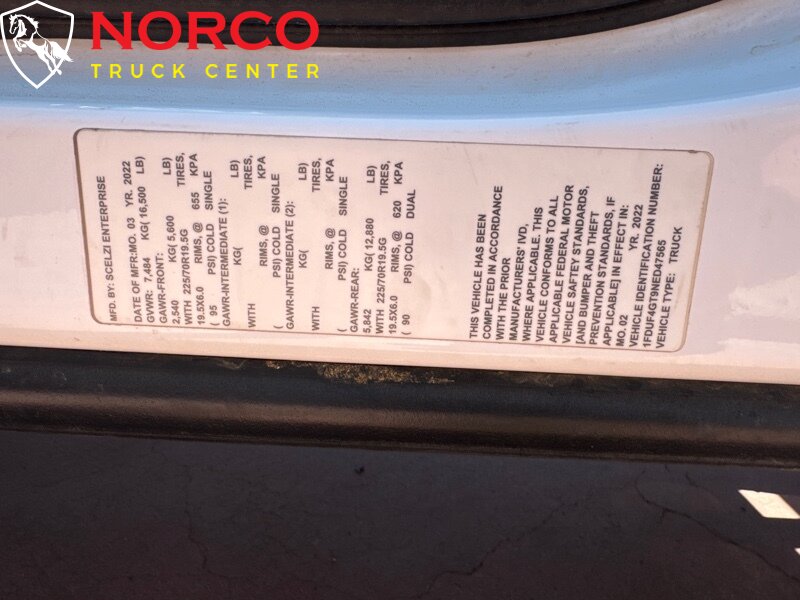 NORCO
TRUCK CENTER
MFD. BY: SCELZI ENTERPRISE
DATE OF MFR:MO. 03 YR. 2022
GVWR: 7,484 KG( 16,500 LB)
GAWR-FRONT:
2,540 KG( 5,600 LB)
WITH 225/70R19.5G TIRES,
19.5X6.0 RIMS, @ 655 KPA
( 95 PSI) COLD SINGLE
GAWR-INTERMEDIATE (1):
KG( LB)
WITH TIRES,
RIMS, @ KPA
( PSI) COLD SINGLE
GAWR-INTERMEDIATE (2):
KG( LB)
WITH TIRES,
RIMS, @ KPA
( PSI) COLD SINGLE
GAWR-REAR:
5,842 KG( 12,880 LB)
WITH 225/70R19.5G TIRES,
19.5X6.0 RIMS, @ 620 KPA
( 90 PSI) COLD DUAL
THIS VEHICLE HAS BEEN
COMPLETED IN ACCORDANCE
WITH THE PRIOR
MANUFACTURERS' IVD,
WHERE APPLICABLE. THIS
VEHICLE CONFORMS TO ALL
APPLICABLE FEDERAL MOTOR
VEHICLE SAFTEY STANDARDS,
[AND BUMPER AND THEFT
PREVENTION STANDARDS, IF
APPLICABLE] IN EFFECT IN:
MO. 02 YR. 2022
VEHICLE IDENTIFICATION NUMBER:
1FDUF4GT9NED47565
VEHICLE TYPE: TRUCK